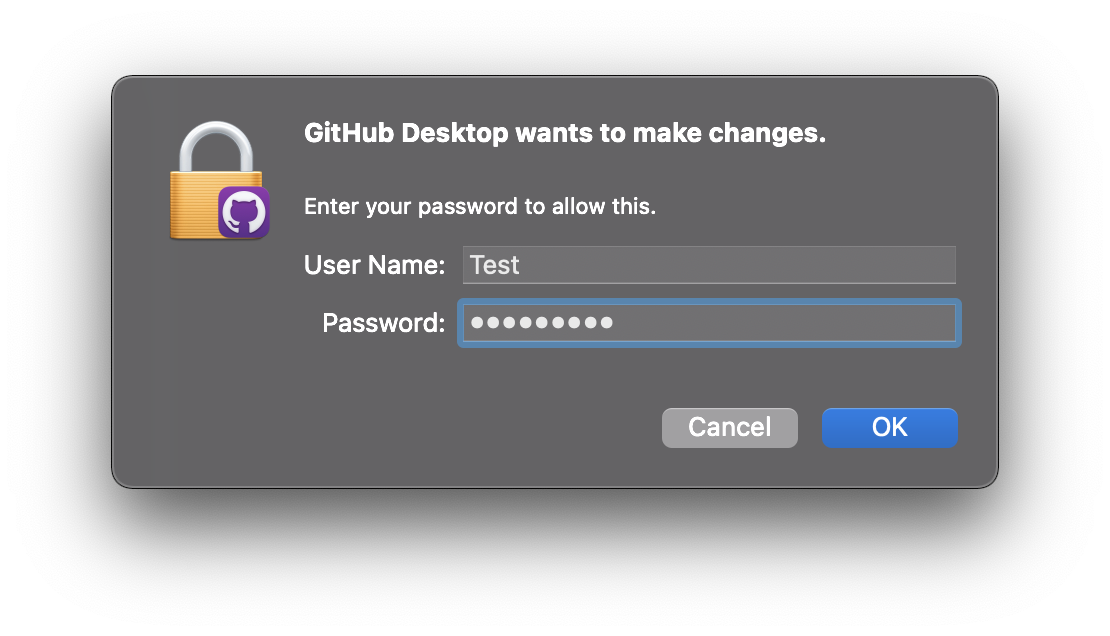 GitHub Desktop wants to make changes.
Enter your password to allow this.
User Name: Test
Password: ●●●●●●●●●
Cancel OK